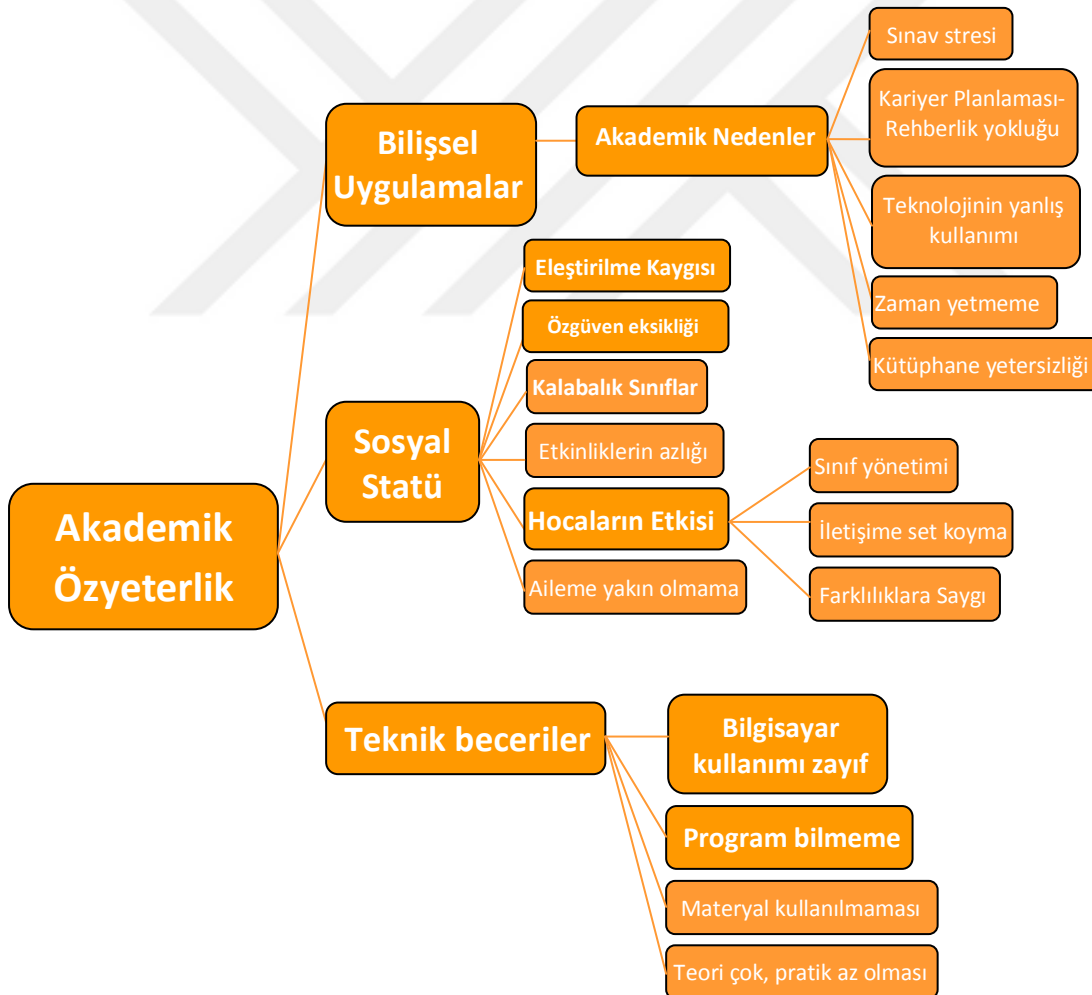 Akademik
Özyeterlik
Bilişsel
Uygulamalar
Akademik Nedenler
Sınav stresi
Kariyer Planlaması-
Rehberlik yokluğu
Teknolojinin yanlış
kullanımı
Zaman yetmeme
Kütüphane yetersizliği
Sosyal
Statü
Eleştirilme Kaygısı
Özgüven eksikliği
Kalabalık Sınıflar
Etkinliklerin azlığı
Hocaların Etkisi
Sınıf yönetimi
İletişime set koyma
Farklılıklara Saygı
Aileme yakın olmama
Teknik beceriler
Bilgisayar
kullanımı zayıf
Program bilmeme
Materyal kullanılmaması
Teori çok, pratik az olması